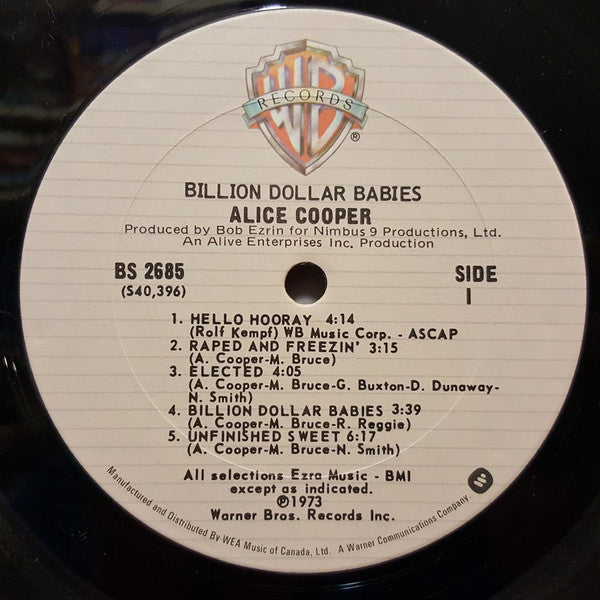 WB
RECORDS
®
BILLION DOLLAR BABIES
ALICE COOPER
Produced by Bob Ezrin for Nimbus 9 Productions, Ltd.
An Alive Enterprises Inc. Production
BS 2685 SIDE
(S40,396) 1
1. HELLO HOORAY 4:14
(Rolf Kempf) WB Music Corp. - ASCAP
2. RAPED AND FREEZIN' 3:15
(A. Cooper-M. Bruce)
3. ELECTED 4:05
(A. Cooper-M. Bruce-G. Buxton-D. Dunaway-
N. Smith)
4. BILLION DOLLAR BABIES 3:39
(A. Cooper-M. Bruce-R. Reggie)
5. UNFINISHED SWEET 6:17
(A. Cooper-M. Bruce-N. Smith)
All selections Ezra Music - BMI
except as indicated.
℗1973
Warner Bros. Records Inc.
Manufactured and Distributed By WEA Music of Canada, Ltd. A Warner Communications Company.